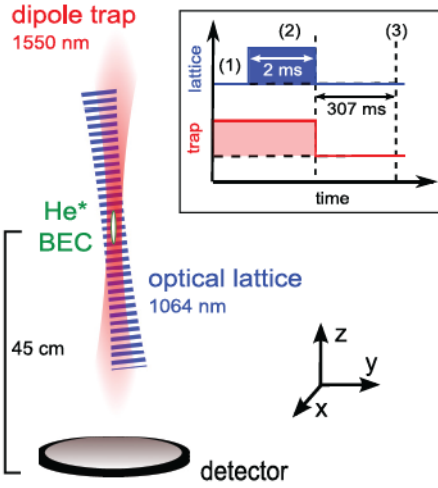 dipole trap
1550 nm
He*
BEC
optical lattice
1064 nm
45 cm
detector
z
y
x
(1)
(2)
(3)
lattice
2 ms
307 ms
trap
time